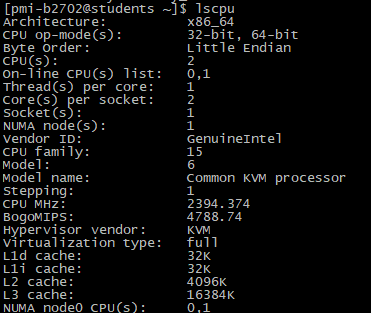 [pmi-b2702@students ~]$ lscpu
Architecture: x86_64
CPU op-mode(s): 32-bit, 64-bit
Byte Order: Little Endian
CPU(s): 2
On-line CPU(s) list: 0,1
Thread(s) per core: 1
Core(s) per socket: 2
Socket(s): 1
NUMA node(s): 1
Vendor ID: GenuineIntel
CPU family: 15
Model: 6
Model name: Common KVM processor
Stepping: 1
CPU MHz: 2394.374
BogoMIPS: 4788.74
Hypervisor vendor: KVM
Virtualization type: full
L1d cache: 32K
L1i cache: 32K
L2 cache: 4096K
L3 cache: 16384K
NUMA node0 CPU(s): 0,1